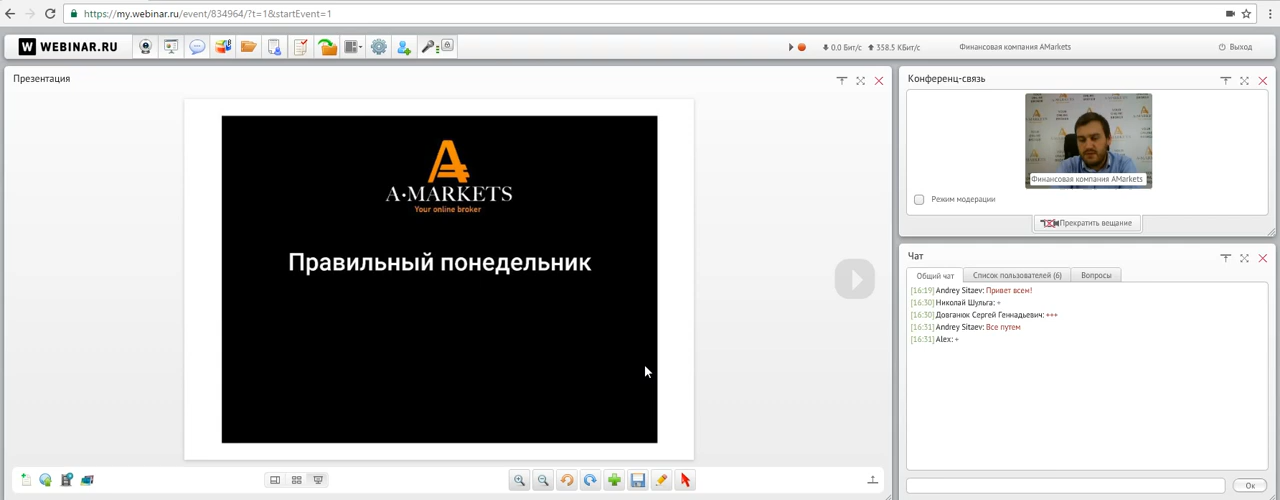 https://my.webinar.ru/event/834964/?t=1&startEvent=1
W WEBINAR.RU
0.0 Бит/с 358.5 КБит/с
Финансовая компания AMarkets
Выход
Презентация
A·MARKETS
Your online broker
Правильный понедельник
Конференц-связь
Финансовая компания AMarkets
Режим модерации
Прекратить вещание
Чат
Общий чат
Список пользователей (6)
Вопросы
[16:19] Andrey Sitaev: Привет всем!
[16:30] Николай Шульга: +
[16:30] Довганюк Сергей Геннадьевич: +++
[16:31] Andrey Sitaev: Все путем
[16:31] Alex: +
Ок